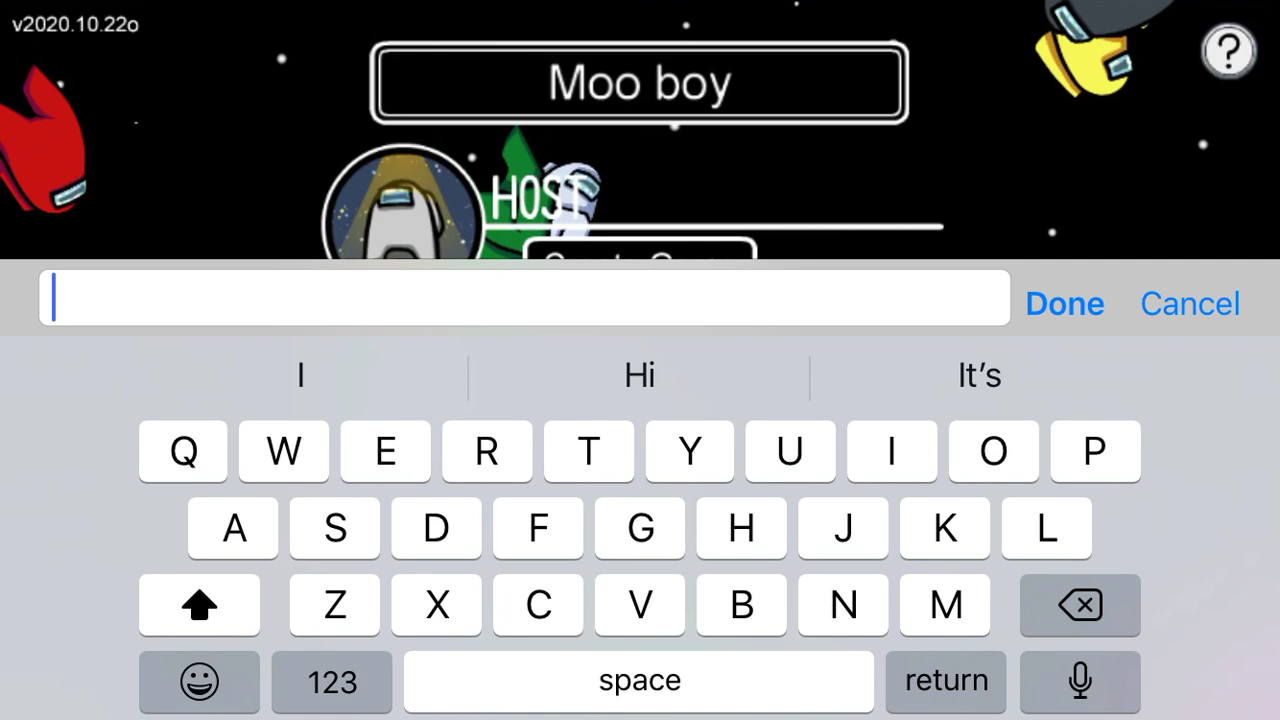 v2020.10.22o
Moo boy
?
HOST
Done Cancel
I Hi It's
Q W E R T Y U I O P
A S D F G H J K L
Z X C V B N M
123 space return